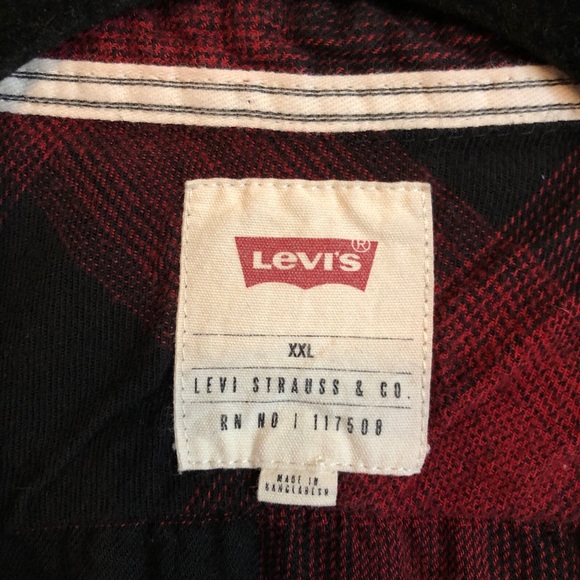 LEVI'S®
XXL
LEVI STRAUSS & CO.
RN NO | 117508
MADE IN
BANGLADESH